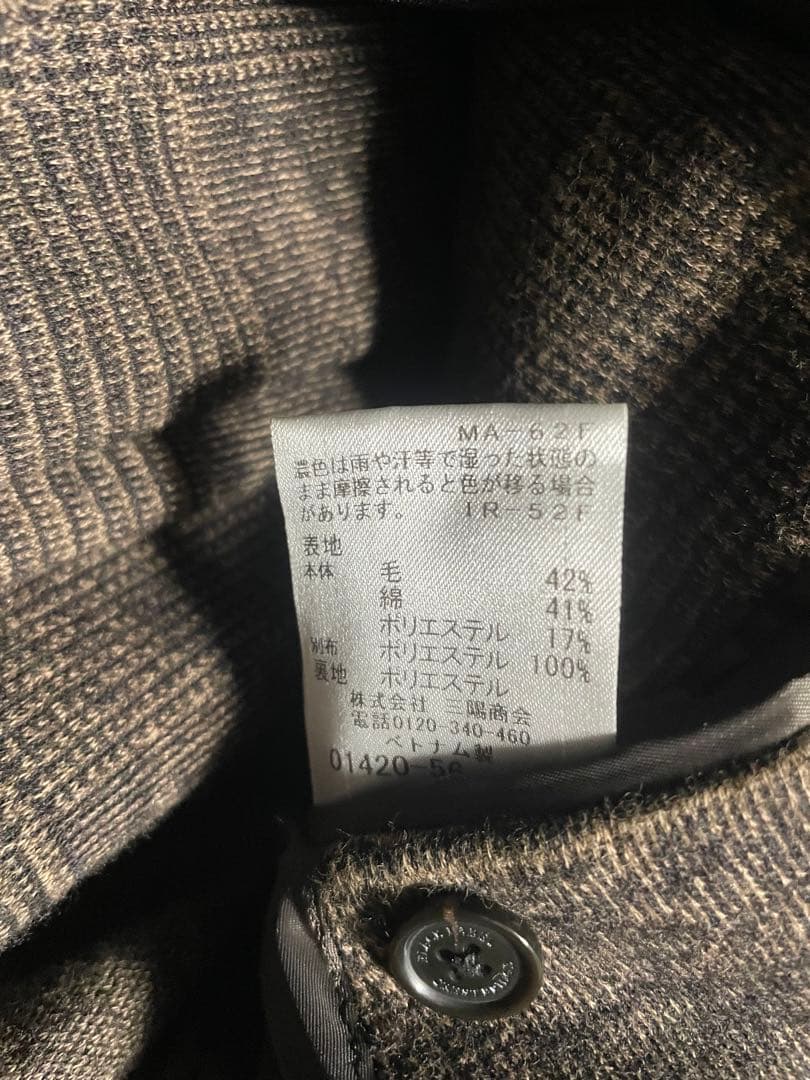 MA-62F
濃色は雨や汗等で湿った状態の
まま摩擦されると色が移る場合
があります。 IR-52F
表地
本体 毛 42%
綿 41%
ポリエステル 17%
別布 ポリエステル 100%
裏地 ポリエステル
株式会社 三陽商会
電話0120-340-460
ベトナム製
01420-56
BLACK LABEL
CRESTBRIDGE